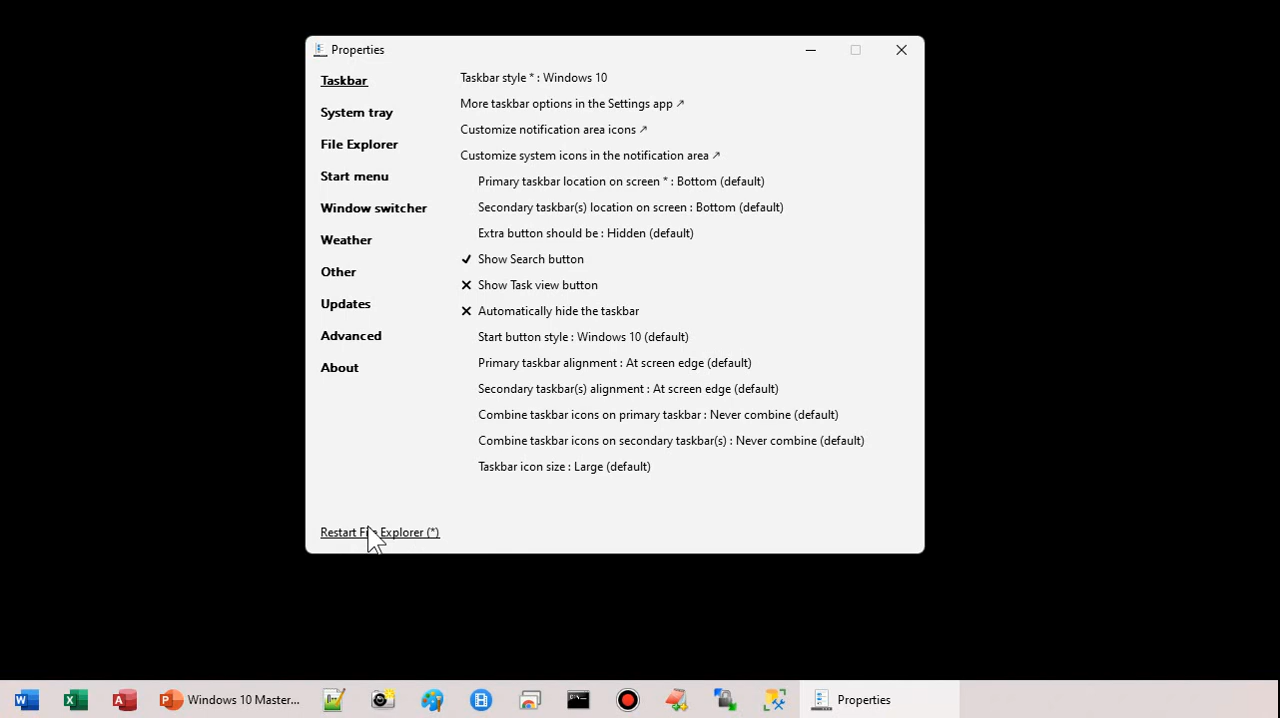 Properties
Taskbar
System tray
File Explorer
Start menu
Window switcher
Weather
Other
Updates
Advanced
About
Taskbar style * : Windows 10
More taskbar options in the Settings app ↗
Customize notification area icons ↗
Customize system icons in the notification area ↗
Primary taskbar location on screen * : Bottom (default)
Secondary taskbar(s) location on screen : Bottom (default)
Extra button should be : Hidden (default)
Show Search button
Show Task view button
Automatically hide the taskbar
Start button style : Windows 10 (default)
Primary taskbar alignment : At screen edge (default)
Secondary taskbar(s) alignment : At screen edge (default)
Combine taskbar icons on primary taskbar : Never combine (default)
Combine taskbar icons on secondary taskbar(s) : Never combine (default)
Taskbar icon size : Large (default)
Restart File Explorer (*)
Windows 10 Master...
Properties